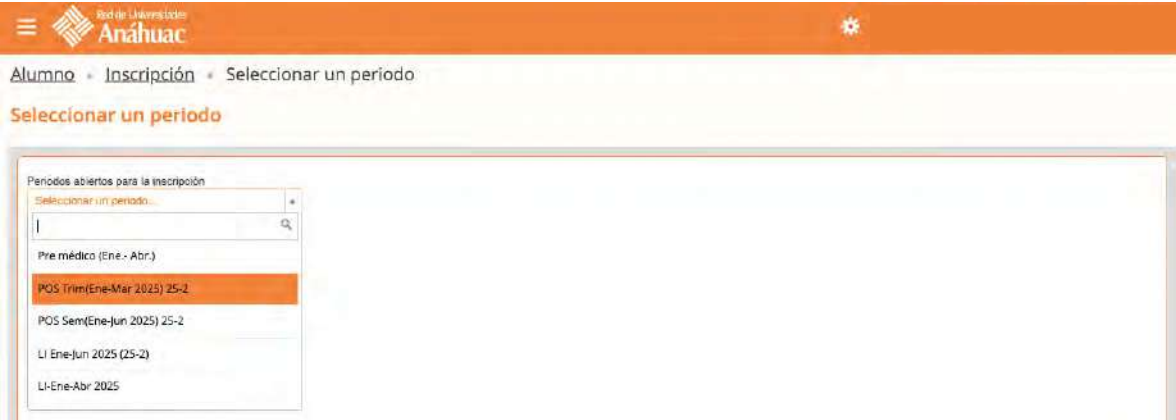 Red de Universidades
Anáhuac
Alumno • Inscripción • Seleccionar un periodo
Seleccionar un periodo
Periodos abiertos para la inscripción
Seleccionar un periodo...
Pre médico (Ene.- Abr.)
POS Trim(Ene-Mar 2025) 25-2
POS Sem(Ene-Jun 2025) 25-2
LI Ene-Jun 2025 (25-2)
LI-Ene-Abr 2025